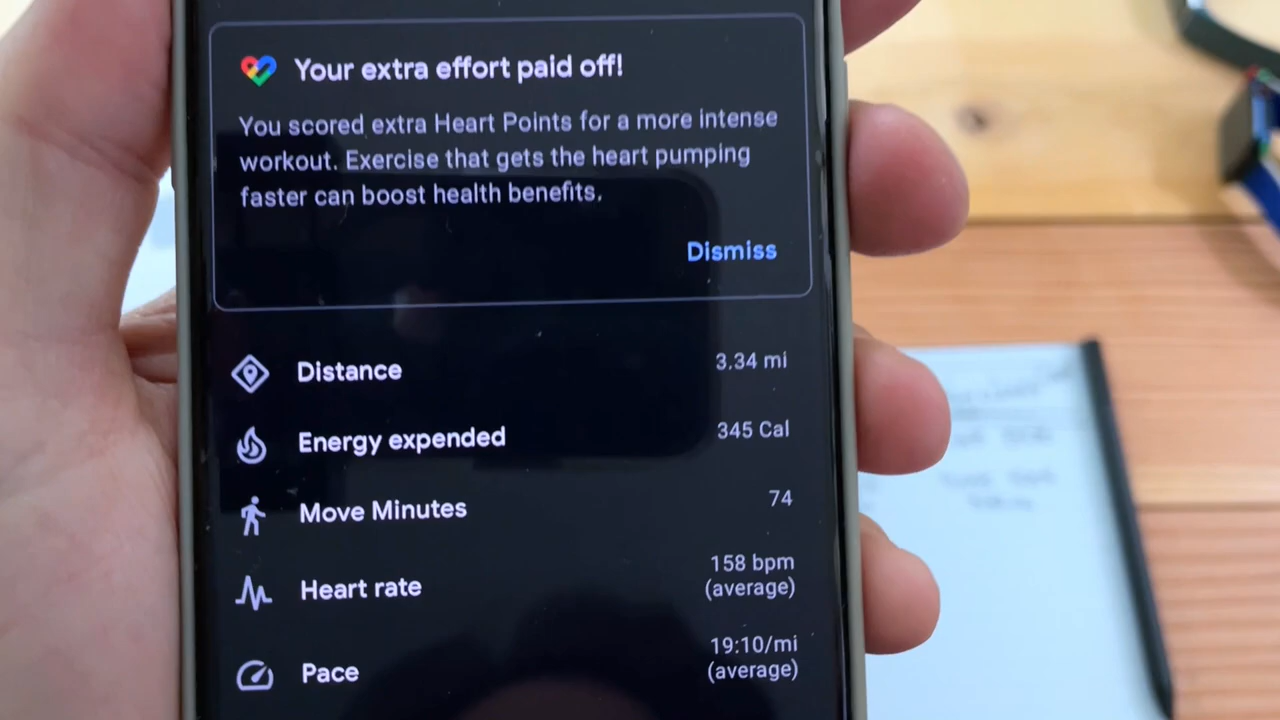 Your extra effort paid off!
You scored extra Heart Points for a more intense
workout. Exercise that gets the heart pumping
faster can boost health benefits.
Dismiss
Distance 3.34 mi
Energy expended 345 Cal
Move Minutes 74
Heart rate 158 bpm
(average)
Pace 19:10/mi
(average)